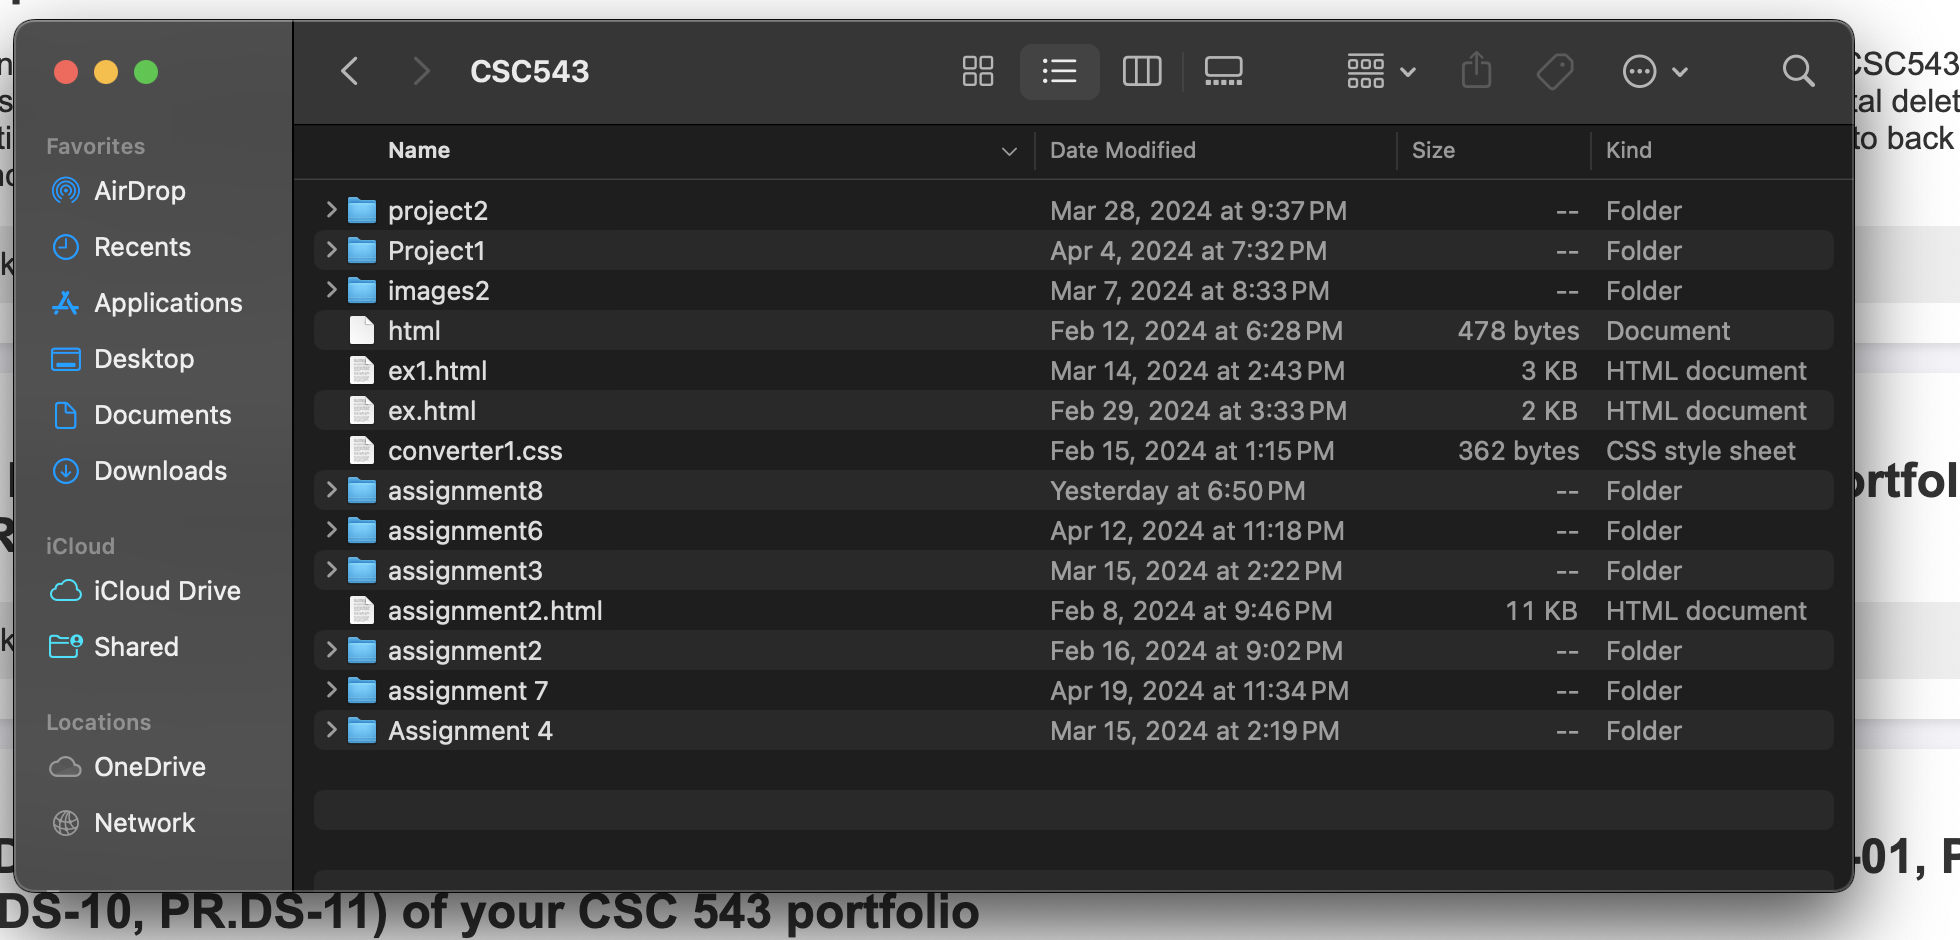 CSC543
Favorites
AirDrop
Recents
Applications
Desktop
Documents
Downloads
iCloud
iCloud Drive
Shared
Locations
OneDrive
Network
Name Date Modified Size Kind
project2 Mar 28, 2024 at 9:37 PM -- Folder
Project1 Apr 4, 2024 at 7:32 PM -- Folder
images2 Mar 7, 2024 at 8:33 PM -- Folder
html Feb 12, 2024 at 6:28 PM 478 bytes Document
ex1.html Mar 14, 2024 at 2:43 PM 3 KB HTML document
ex.html Feb 29, 2024 at 3:33 PM 2 KB HTML document
converter1.css Feb 15, 2024 at 1:15 PM 362 bytes CSS style sheet
assignment8 Yesterday at 6:50 PM -- Folder
assignment6 Apr 12, 2024 at 11:18 PM -- Folder
assignment3 Mar 15, 2024 at 2:22 PM -- Folder
assignment2.html Feb 8, 2024 at 9:46 PM 11 KB HTML document
assignment2 Feb 16, 2024 at 9:02 PM -- Folder
assignment 7 Apr 19, 2024 at 11:34 PM -- Folder
Assignment 4 Mar 15, 2024 at 2:19 PM -- Folder
CSC543
tal delet
to back
ortfol
-01, P
DS-10, PR.DS-11) of your CSC 543 portfolio